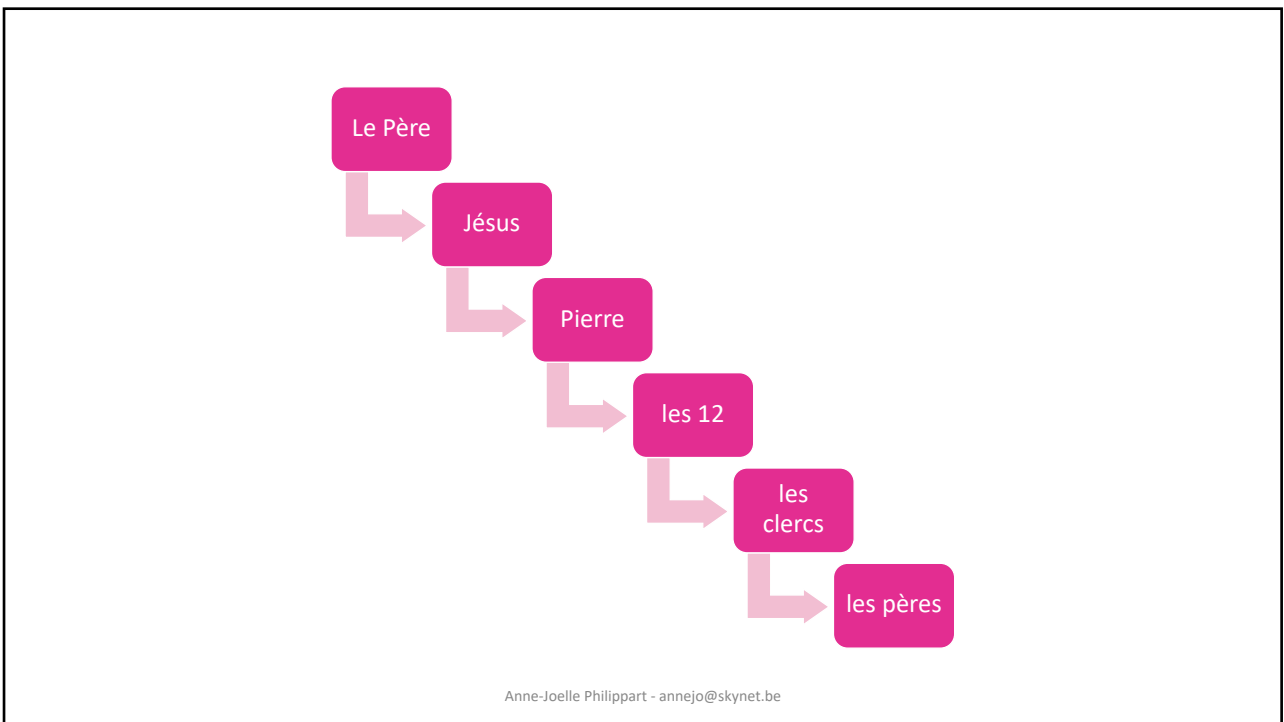 Le Père
Jésus
Pierre
les 12
les
clercs
les pères
Anne-Joelle Philippart - annejo@skynet.be